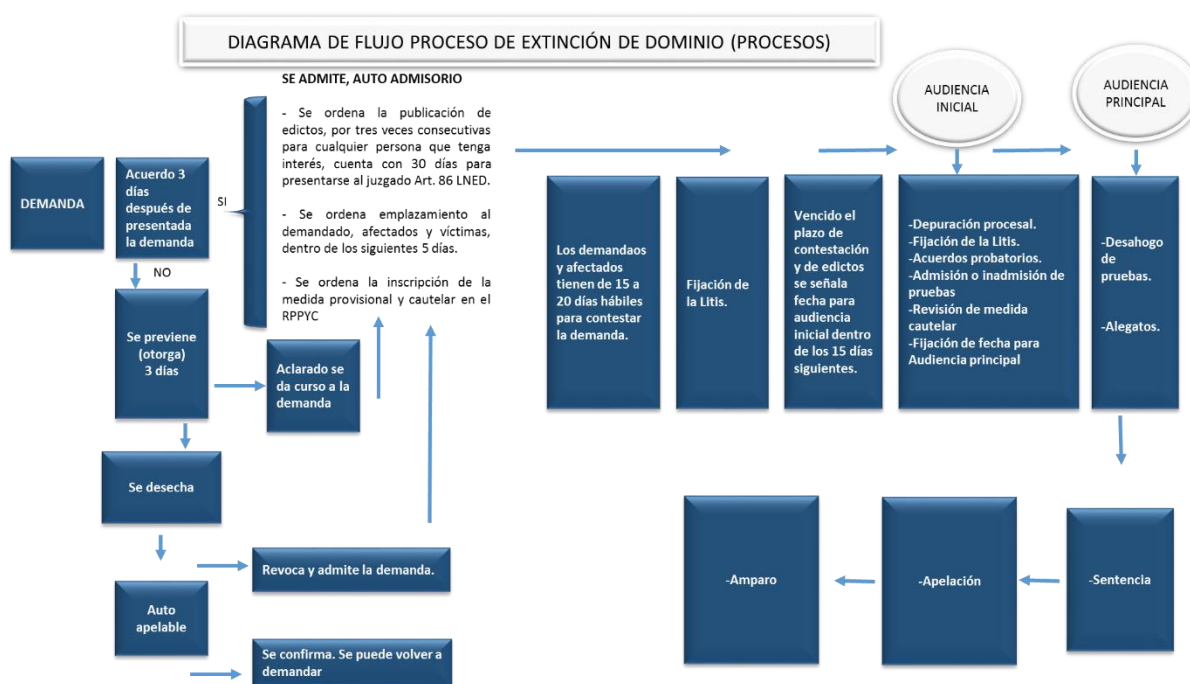 DIAGRAMA DE FLUJO PROCESO DE EXTINCIÓN DE DOMINIO (PROCESOS)
DEMANDA
Acuerdo 3
días
después de
presentada
la demanda
SI
NO
SE ADMITE, AUTO ADMISORIO
- Se ordena la publicación de
edictos, por tres veces consecutivas
para cualquier persona que tenga
interés, cuenta con 30 días para
presentarse al juzgado Art. 86 LNED.
- Se ordena emplazamiento al
demandado, afectados y víctimas,
dentro de los siguientes 5 días.
- Se ordena la inscripción de la
medida provisional y cautelar en el
RPPYC
Se previene
(otorga)
3 días
Aclarado se
da curso a la
demanda
Se desecha
Auto
apelable
Revoca y admite la demanda.
Se confirma. Se puede volver a
demandar
Los demandaos
y afectados
tienen de 15 a
20 días hábiles
para contestar
la demanda.
Fijación de
la Litis.
Vencido el
plazo de
contestación
y de edictos
se señala
fecha para
audiencia
inicial dentro
de los 15 días
siguientes.
AUDIENCIA
INICIAL
-Depuración procesal.
-Fijación de la Litis.
-Acuerdos probatorios.
-Admisión o inadmisión de
pruebas
-Revisión de medida
cautelar
-Fijación de fecha para
Audiencia principal
AUDIENCIA
PRINCIPAL
-Desahogo
de
pruebas.
-Alegatos.
-Sentencia
-Apelación
-Amparo